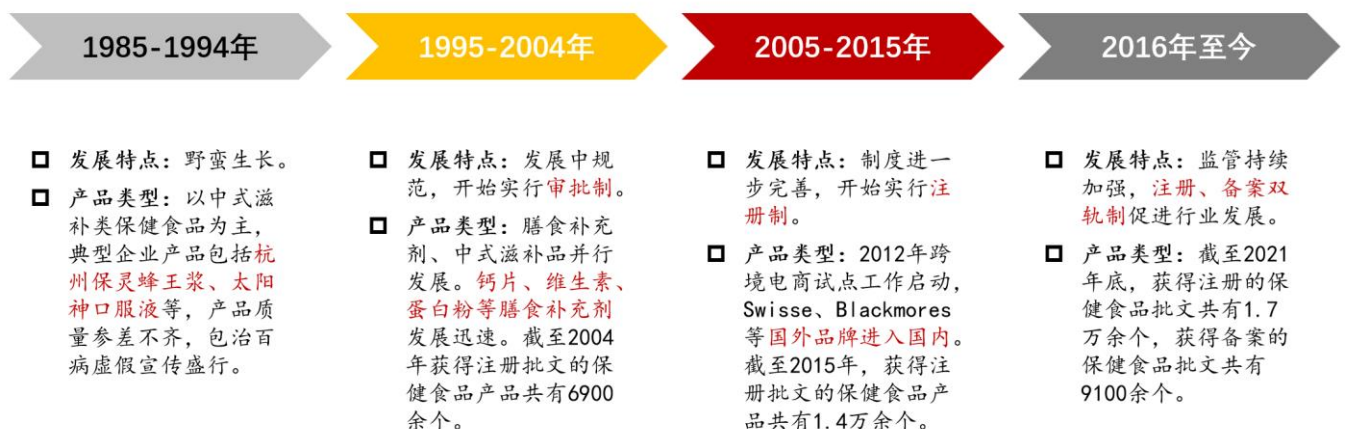 1985-1994年
1995-2004年
2005-2015年
2016年至今
发展特点：野蛮生长。
产品类型：以中式滋
补类保健食品为主，
典型企业产品包括杭
州保灵蜂王浆、太阳
神口服液等，产品质
量参差不齐，包治百
病虚假宣传盛行。
发展特点：发展中规
范，开始实行审批制。
产品类型：膳食补充
剂、中式滋补品并行
发展。钙片、维生素、
蛋白粉等膳食补充剂
发展迅速。截至2004
年获得注册批文的保
健食品产品共有6900
余个。
发展特点：制度进一
步完善，开始实行注
册制。
产品类型：2012年跨
境电商试点工作启动，
Swisse、Blackmores
等国外品牌进入国内。
截至2015年，获得注
册批文的保健食品产
品共有1.4万余个。
发展特点：监管持续
加强，注册、备案双
轨制促进行业发展。
产品类型：截至2021
年底，获得注册的保
健食品批文共有1.7
万余个，获得备案的
保健食品批文共有
9100余个。